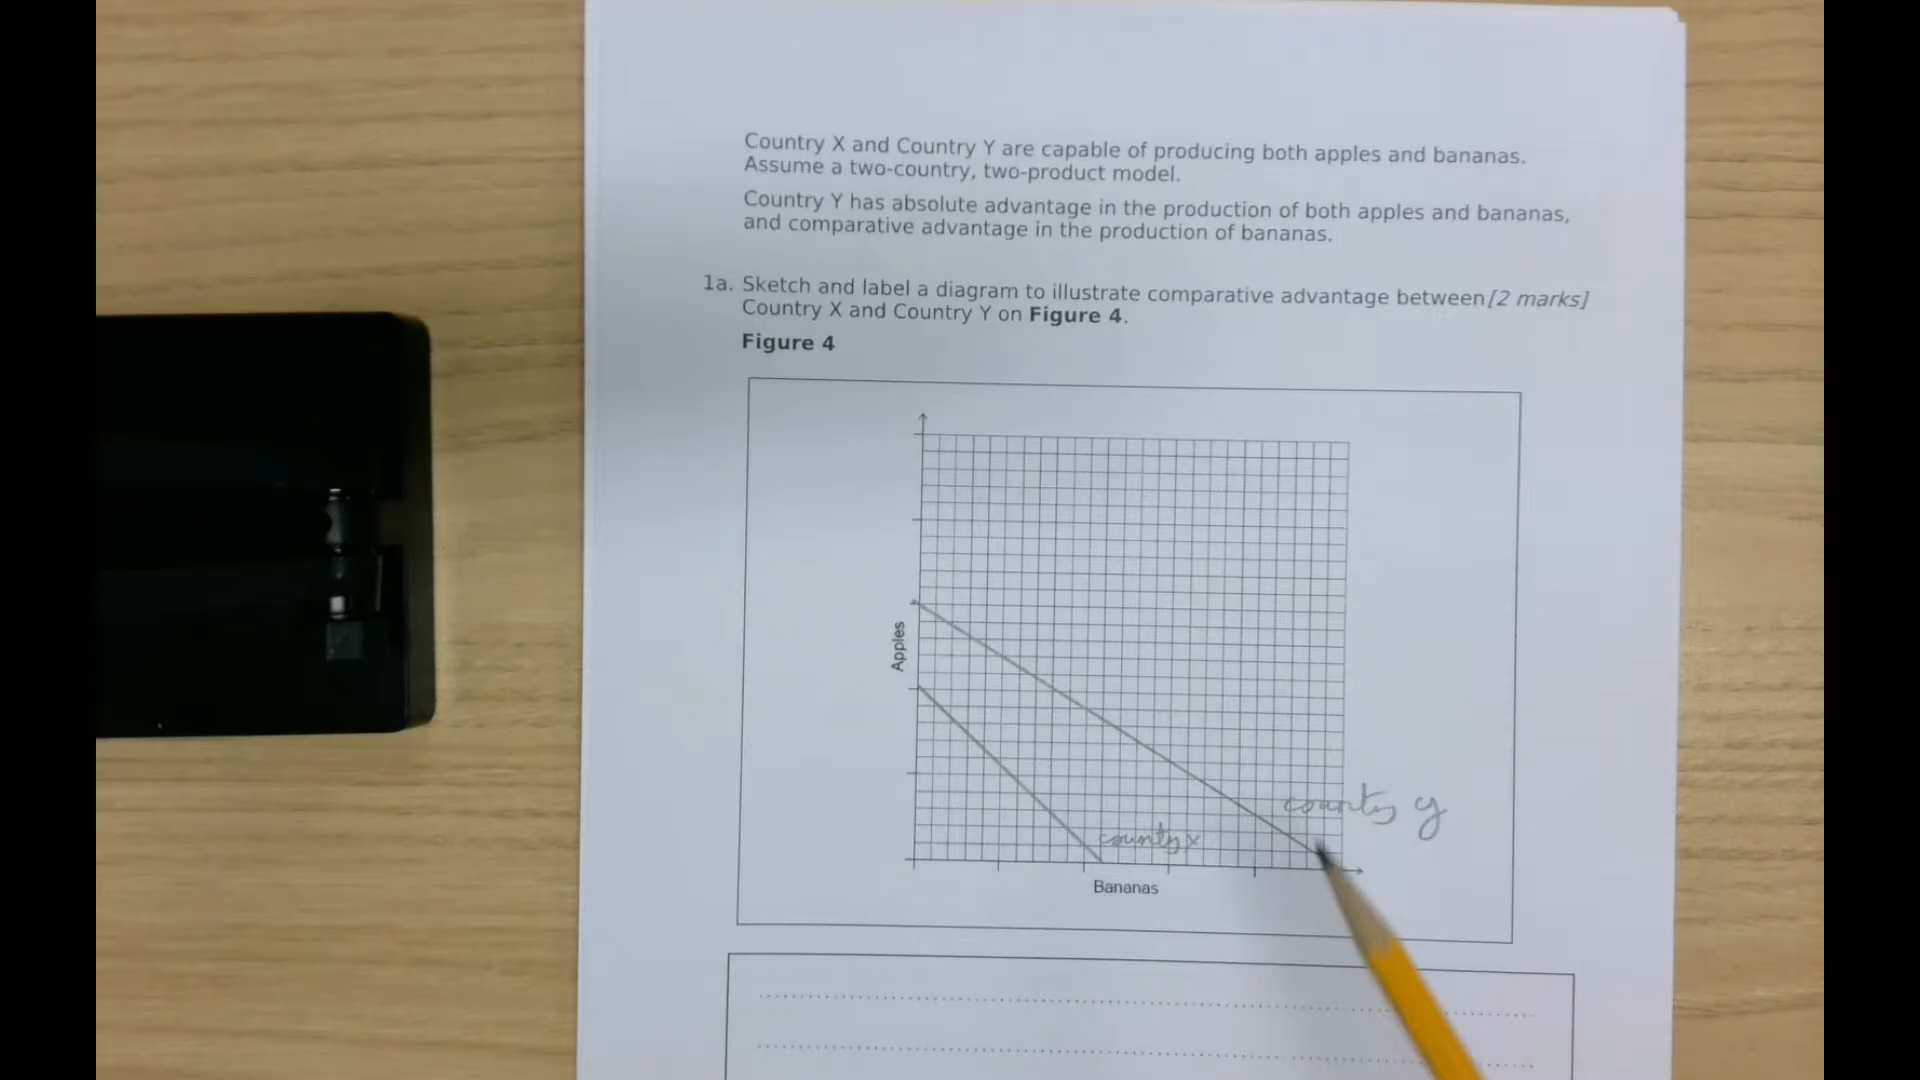 Country X and Country Y are capable of producing both apples and bananas.
Assume a two-country, two-product model.
Country Y has absolute advantage in the production of both apples and bananas,
and comparative advantage in the production of bananas.
1a. Sketch and label a diagram to illustrate comparative advantage between [2 marks]
Country X and Country Y on Figure 4.
Figure 4
Apples
country y
country x
Bananas